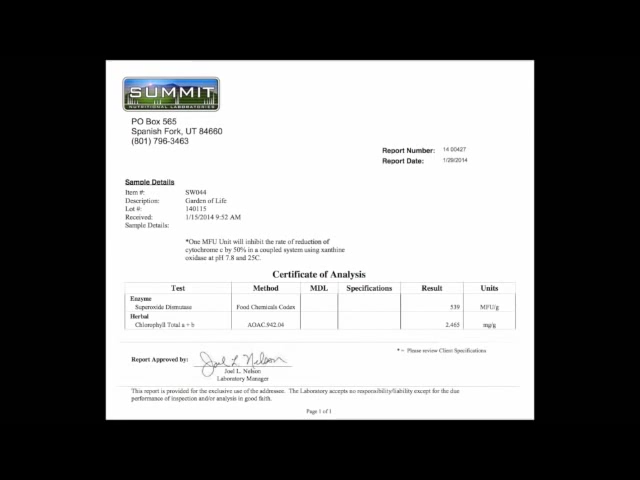 SUMMIT
NUTRITIONAL LABORATORIES
PO Box 565
Spanish Fork, UT 84660
(801) 796-3463
Report Number: 14 00427
Report Date: 1/29/2014
Sample Details
Item #: SW044
Description: Garden of Life
Lot #: 140115
Received: 1/15/2014 9:52 AM
Sample Details:
*One MFU Unit will inhibit the rate of reduction of
cytochrome c by 50% in a coupled system using xanthine
oxidase at pH 7.8 and 25C.
Certificate of Analysis
Test Method MDL Specifications Result Units
Enzyme
Superoxide Dismutase Food Chemicals Codex 539 MFU/g
Herbal
Chlorophyll Total a + b AOAC.942.04 2.465 mg/g
* = Please review Client Specifications
Report Approved by: Joel L. Nelson
Joel L. Nelson
Laboratory Manager
This report is provided for the exclusive use of the addressee. The Laboratory accepts no responsibility/liability except for the due
performance of inspection and/or analysis in good faith.
Page 1 of 1